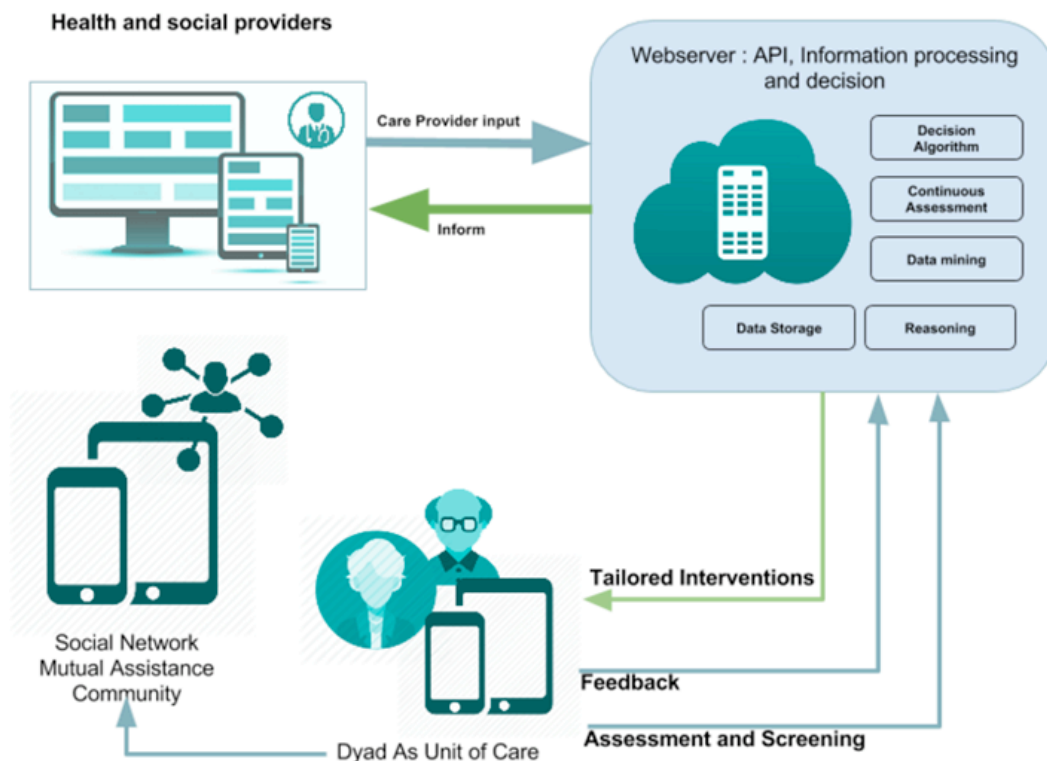 Health and social providers
Webserver : API, Information processing
and decision
Care Provider input
Inform
Decision
Algorithm
Continuous
Assessment
Data mining
Data Storage
Reasoning
Social Network
Mutual Assistance
Community
Tailored Interventions
Feedback
Assessment and Screening
Dyad As Unit of Care